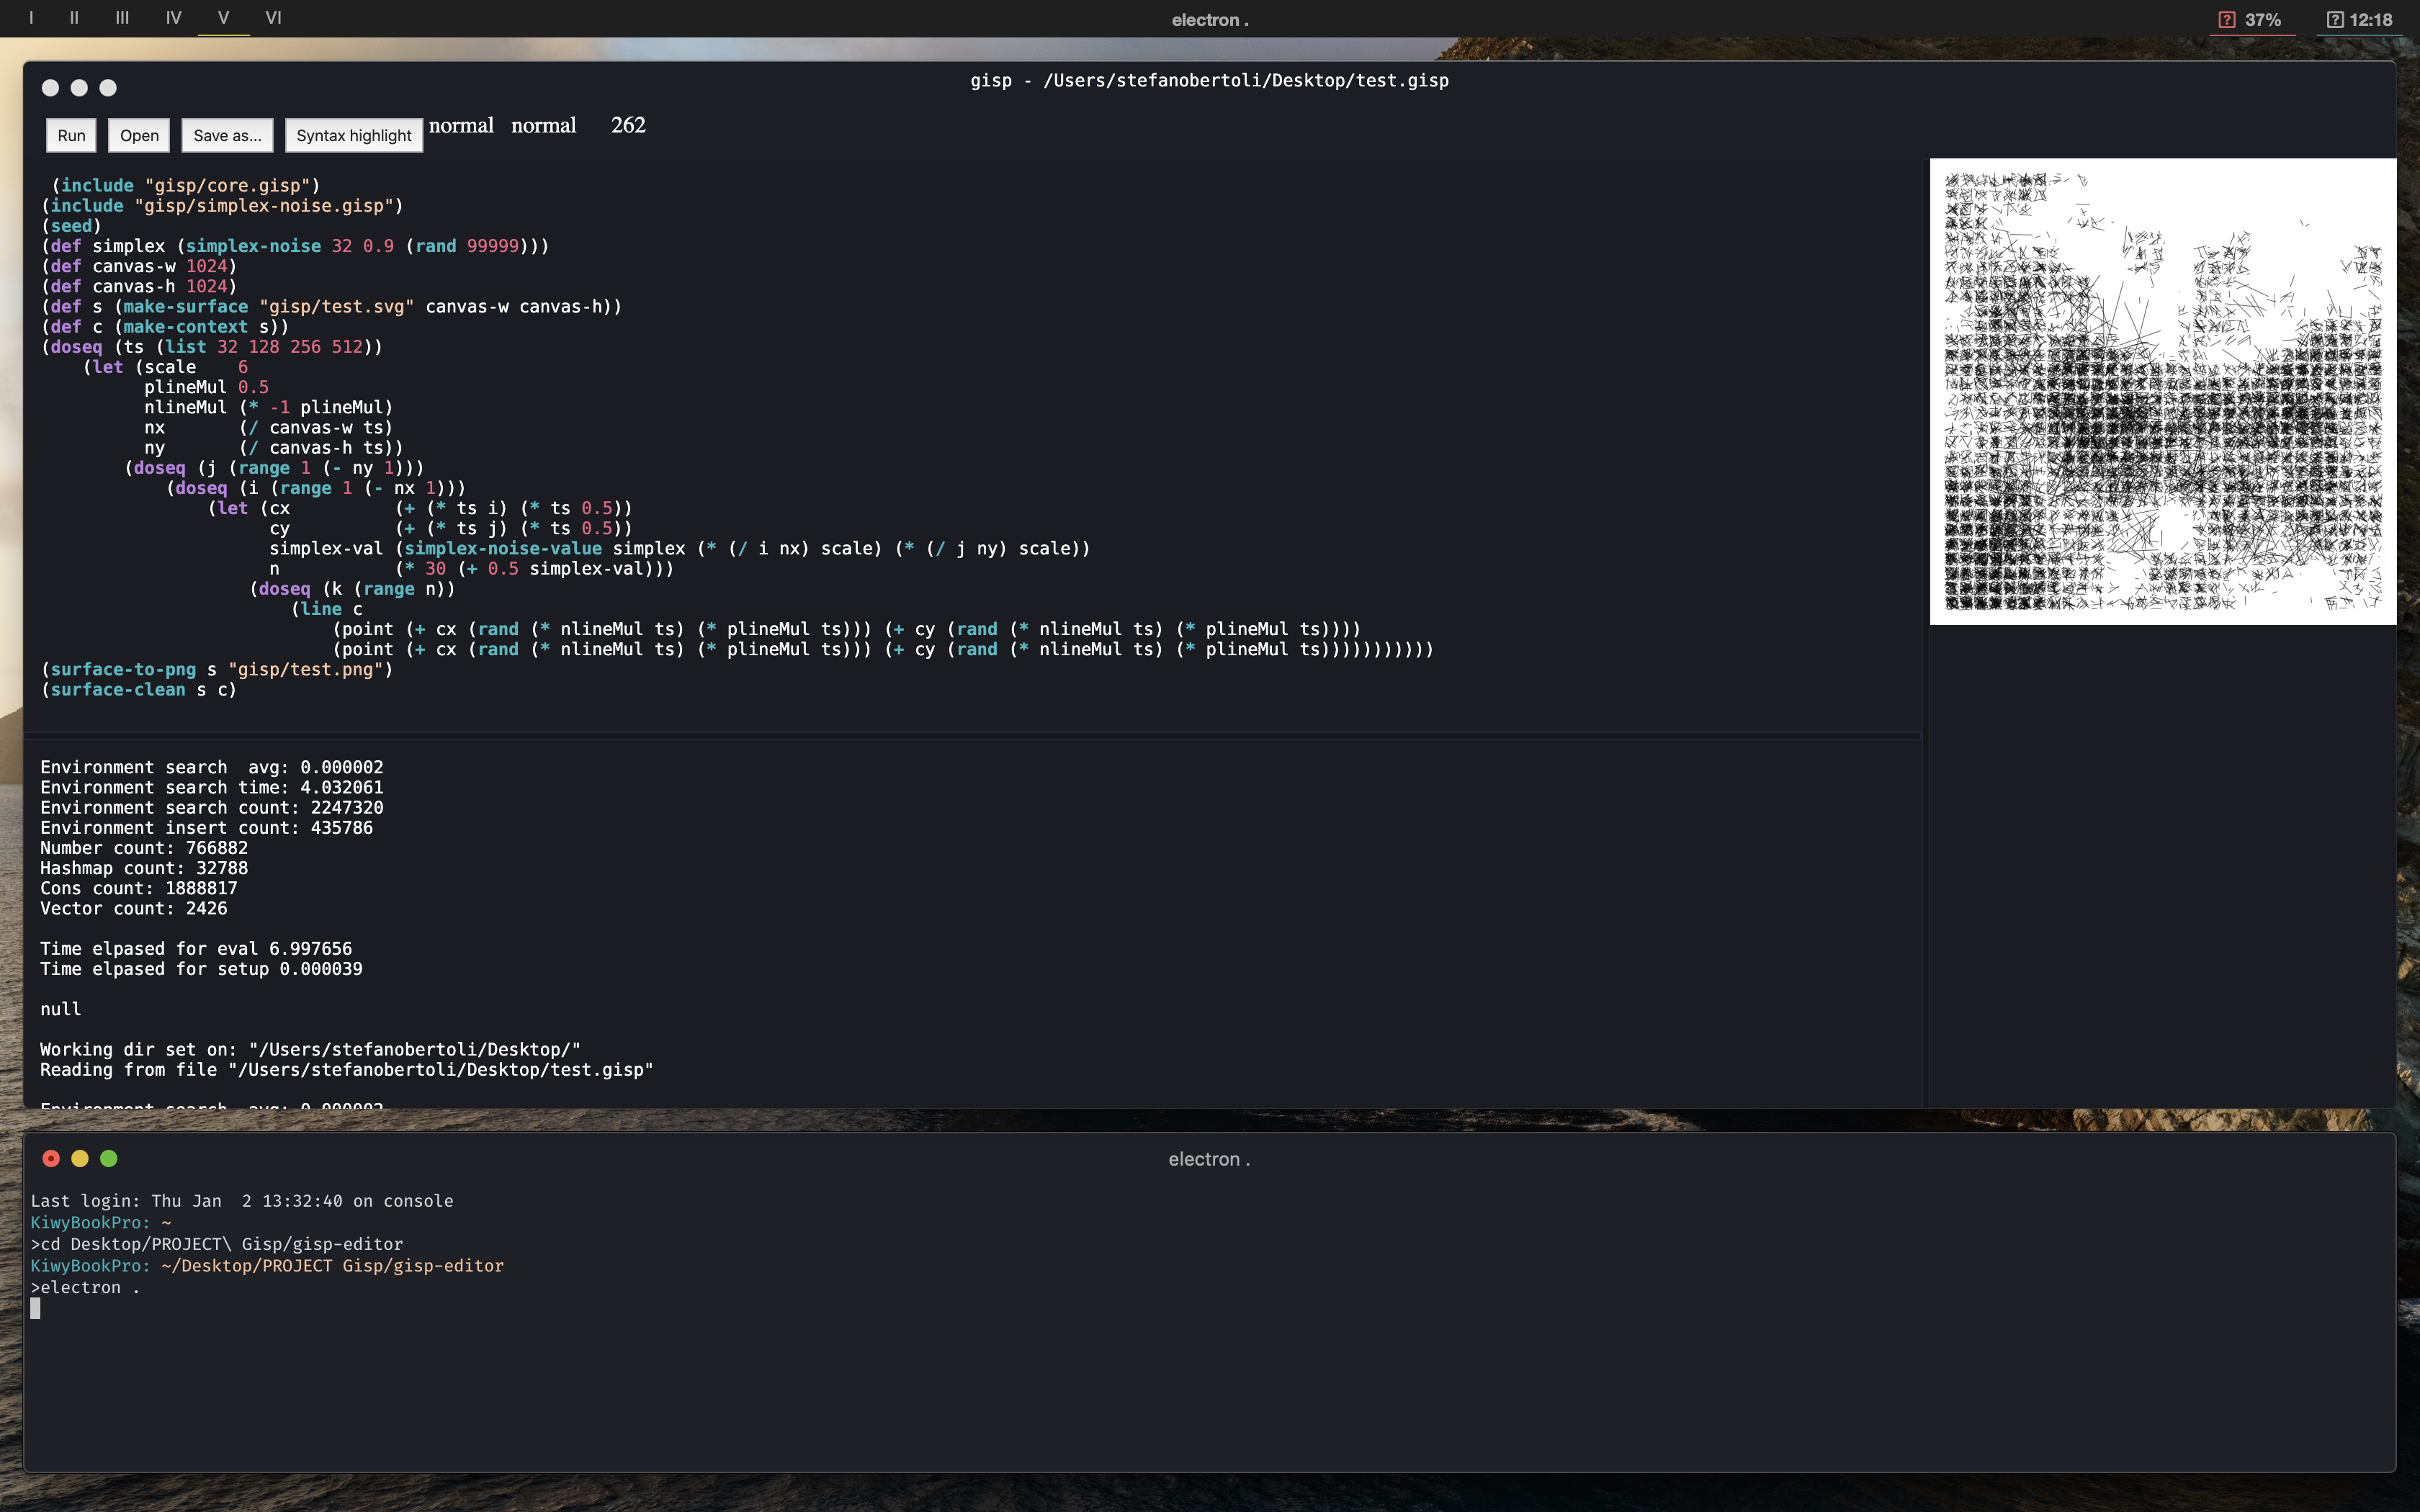 I II III IV V VI electron . 37% 12:18
gisp - /Users/stefanobertoli/Desktop/test.gisp
Run Open Save as... Syntax highlight normal normal 262
(include "gisp/core.gisp")
(include "gisp/simplex-noise.gisp")
(seed)
(def simplex (simplex-noise 32 0.9 (rand 99999)))
(def canvas-w 1024)
(def canvas-h 1024)
(def s (make-surface "gisp/test.svg" canvas-w canvas-h))
(def c (make-context s))
(doseq (ts (list 32 128 256 512))
(let (scale 6
plineMul 0.5
nlineMul (* -1 plineMul)
nx (/ canvas-w ts)
ny (/ canvas-h ts))
(doseq (j (range 1 (- ny 1)))
(doseq (i (range 1 (- nx 1)))
(let (cx (+ (* ts i) (* ts 0.5))
cy (+ (* ts j) (* ts 0.5))
simplex-val (simplex-noise-value simplex (* (/ i nx) scale) (* (/ j ny) scale))
n (* 30 (+ 0.5 simplex-val)))
(doseq (k (range n))
(line c
(point (+ cx (rand (* nlineMul ts) (* plineMul ts))) (+ cy (rand (* nlineMul ts) (* plineMul ts))))
(point (+ cx (rand (* nlineMul ts) (* plineMul ts))) (+ cy (rand (* nlineMul ts) (* plineMul ts)))))))))))
(surface-to-png s "gisp/test.png")
(surface-clean s c)
Environment search  avg: 0.000002
Environment search time: 4.032061
Environment search count: 2247320
Environment insert count: 435786
Number count: 766882
Hashmap count: 32788
Cons count: 1888817
Vector count: 2426
Time elpased for eval 6.997656
Time elpased for setup 0.000039
null
Working dir set on: "/Users/stefanobertoli/Desktop/"
Reading from file "/Users/stefanobertoli/Desktop/test.gisp"
Environment search  avg: 0.000002
electron .
Last login: Thu Jan  2 13:32:40 on console
KiwyBookPro: ~
>cd Desktop/PROJECT\ Gisp/gisp-editor
KiwyBookPro: ~/Desktop/PROJECT Gisp/gisp-editor
>electron .